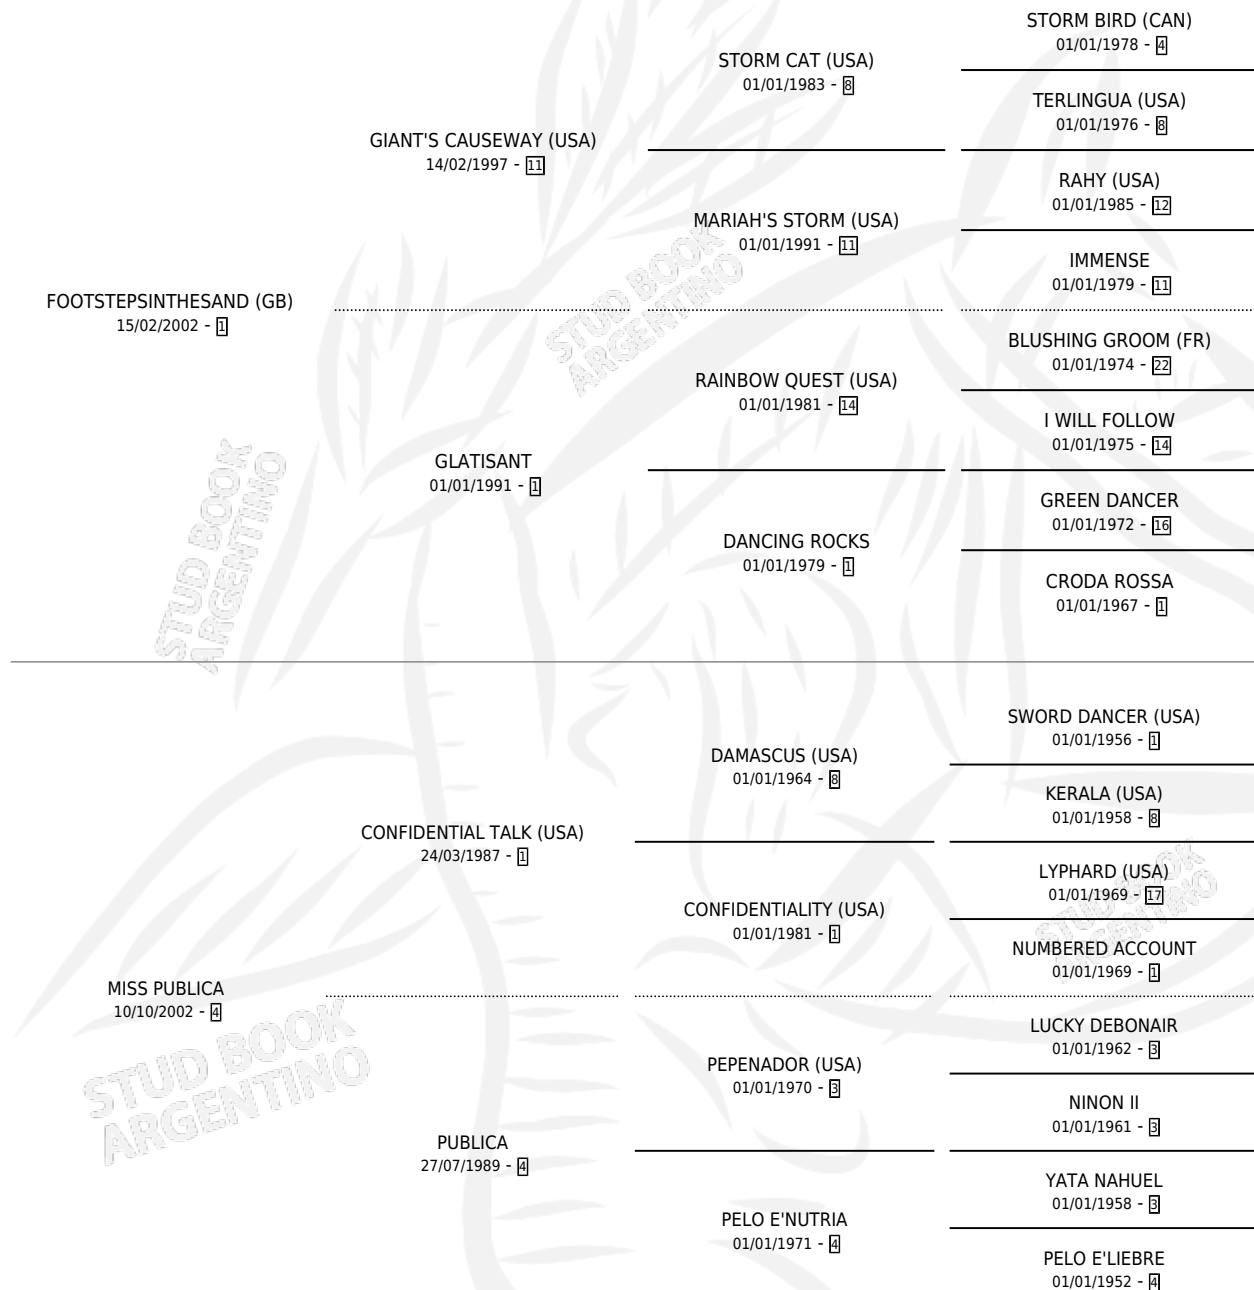 STORM BIRD (CAN)
01/01/1978 - 4
STORM CAT (USA)
01/01/1983 - 8
TERLINGUA (USA)
01/01/1976 - 8
GIANT'S CAUSEWAY (USA)
14/02/1997 - 11
RAHY (USA)
01/01/1985 - 12
MARIAH'S STORM (USA)
01/01/1991 - 11
IMMENSE
01/01/1979 - 11
FOOTSTEPSINTHESAND (GB)
15/02/2002 - 1
BLUSHING GROOM (FR)
01/01/1974 - 22
RAINBOW QUEST (USA)
01/01/1981 - 14
I WILL FOLLOW
01/01/1975 - 14
GLATISANT
01/01/1991 - 1
GREEN DANCER
01/01/1972 - 16
DANCING ROCKS
01/01/1979 - 1
CRODA ROSSA
01/01/1967 - 1
SWORD DANCER (USA)
01/01/1956 - 1
DAMASCUS (USA)
01/01/1964 - 8
KERALA (USA)
01/01/1958 - 8
CONFIDENTIAL TALK (USA)
24/03/1987 - 1
LYPHARD (USA)
01/01/1969 - 17
CONFIDENTIALITY (USA)
01/01/1981 - 1
NUMBERED ACCOUNT
01/01/1969 - 1
MISS PUBLICA
10/10/2002 - 4
LUCKY DEBONAIR
01/01/1962 - 3
PEPENADOR (USA)
01/01/1970 - 3
NINON II
01/01/1961 - 3
PUBLICA
27/07/1989 - 4
YATA NAHUEL
01/01/1958 - 3
PELO E'NUTRIA
01/01/1971 - 4
PELO E'LIEBRE
01/01/1952 - 4
STUD BOOK
ARGENTINO
STUD BOOK
ARGENTINO
STUD BOOK
ARGENTINO
STUD BOOK
ARGENTINO